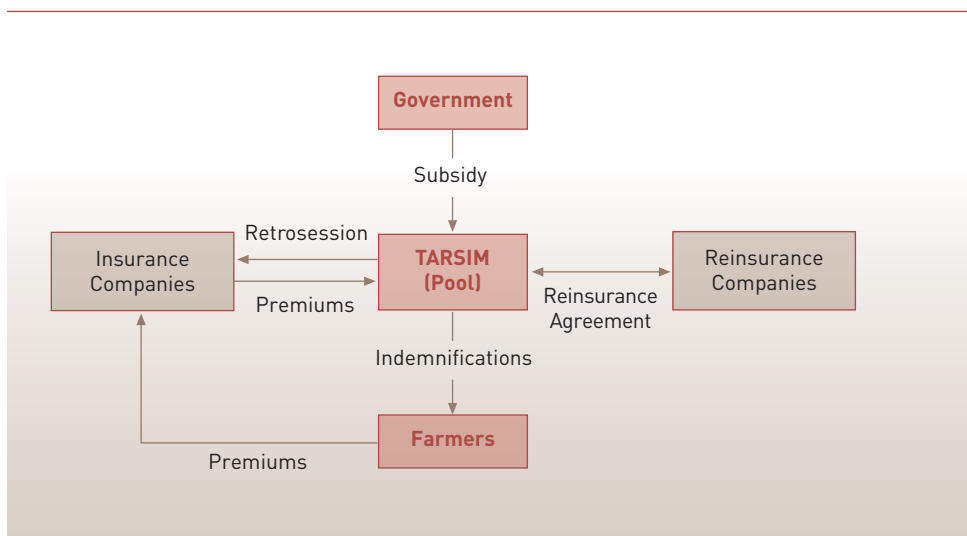 Government
Subsidy
Retrosession
Insurance
Companies
TARSIM
(Pool)
Reinsurance
Companies
Premiums
Reinsurance
Agreement
Indemnifications
Farmers
Premiums